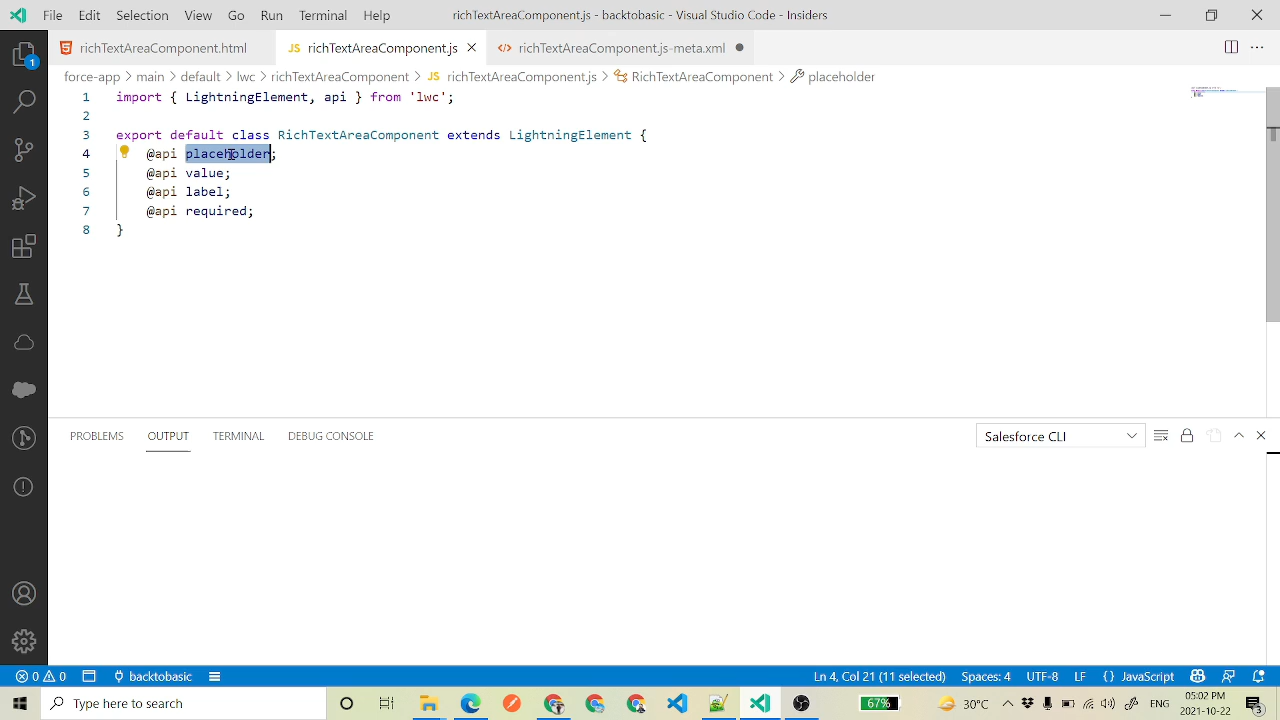 File Edit Selection View Go Run Terminal Help richTextAreaComponent.js - backtobasic - Visual Studio Code - Insiders
richTextAreaComponent.html JS richTextAreaComponent.js richTextAreaComponent.js-meta.xml
force-app > main > default > lwc > richTextAreaComponent > JS richTextAreaComponent.js > RichTextAreaComponent > placeholder
1 import { LightningElement, api } from 'lwc';
2
3 export default class RichTextAreaComponent extends LightningElement {
4 @api placeholder;
5 @api value;
6 @api label;
7 @api required;
8 }
1
PROBLEMS OUTPUT TERMINAL DEBUG CONSOLE Salesforce CLI
0 0 backtobasic Ln 4, Col 21 (11 selected) Spaces: 4 UTF-8 LF {} JavaScript
Type here to search 67% 30°C ENG 05:02 PM
2021-10-22 3